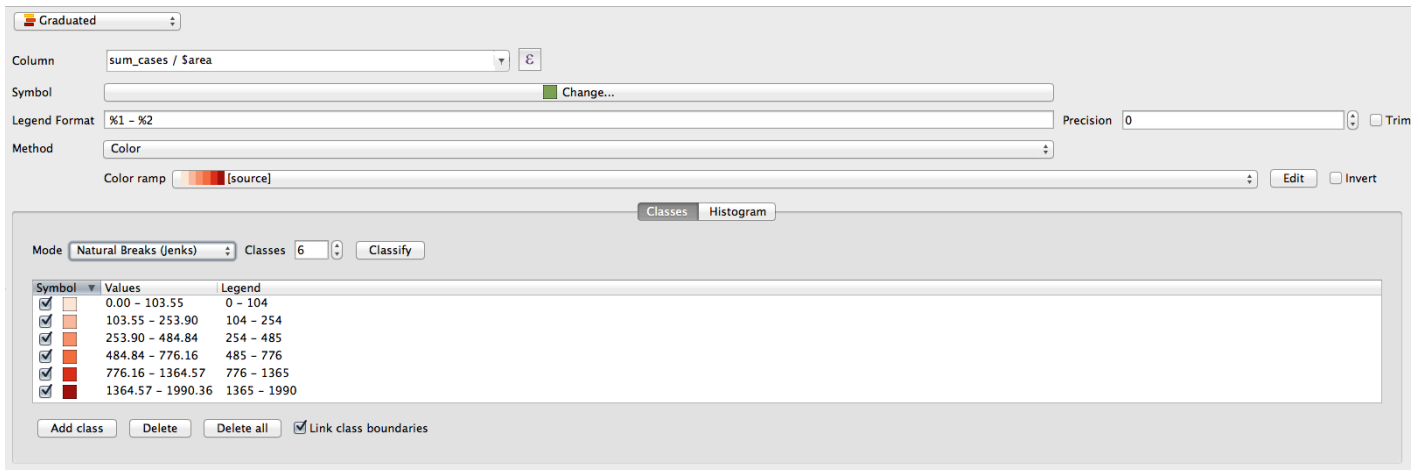 Graduated
Column sum_cases / $area ε
Symbol Change...
Legend Format %1 - %2 Precision 0 Trim
Method Color
Color ramp [source] Edit Invert
Classes Histogram
Mode Natural Breaks (Jenks) Classes 6 Classify
Symbol Values Legend
0.00 - 103.55 0 - 104
103.55 - 253.90 104 - 254
253.90 - 484.84 254 - 485
484.84 - 776.16 485 - 776
776.16 - 1364.57 776 - 1365
1364.57 - 1990.36 1365 - 1990
Add class Delete Delete all Link class boundaries